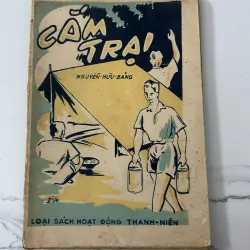 CẮM
TRẠI
NGUYỄN-HỮU-BẢNG
LOẠI SÁCH HOẠT ĐỘNG THANH-NIÊN